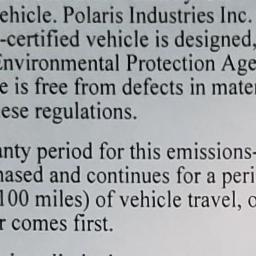 ehicle. Polaris Industries Inc.
-certified vehicle is designed,
Environmental Protection Age
e is free from defects in mater
ese regulations.
anty period for this emissions-
hased and continues for a peri
100 miles) of vehicle travel, o
r comes first.